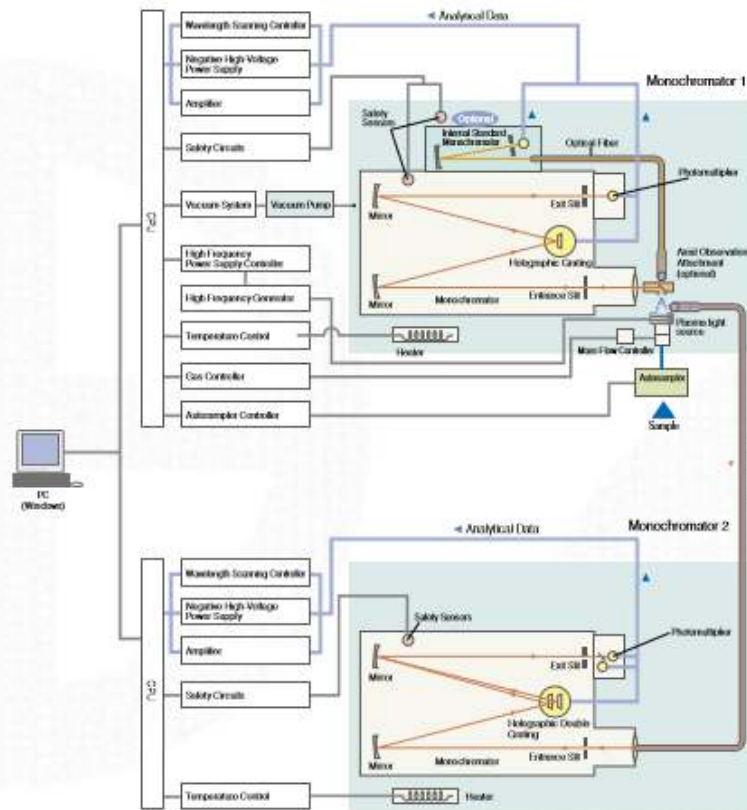 Analytical Data
Wavelength Scanning Controller
Negative High-Voltage
Power Supply
Amplifier
Safety Circuits
Vacuum System
Vacuum Pump
High Frequency
Power Supply Controller
High Frequency Generator
Temperature Control
Gas Controller
Autosampler Controller
CPU
Monochromator 1
Safety
Sensors
Optional
Internal Standard
Monochromator
Optical Fiber
Photomultiplier
Mirror
Exit Slit
Holographic Grating
Axial Observation
Attachment
(optional)
Mirror
Monochromator
Entrance Slit
Plasma light
source
Heater
Mass Flow Controller
Autosampler
Sample
PC
(Windows)
Analytical Data
Monochromator 2
Wavelength Scanning Controller
Negative High-Voltage
Power Supply
Amplifier
Safety Circuits
Temperature Control
CPU
Safety Sensors
Photomultiplier
Mirror
Exit Slit
Holographic Double
Grating
Mirror
Monochromator
Entrance Slit
Heater